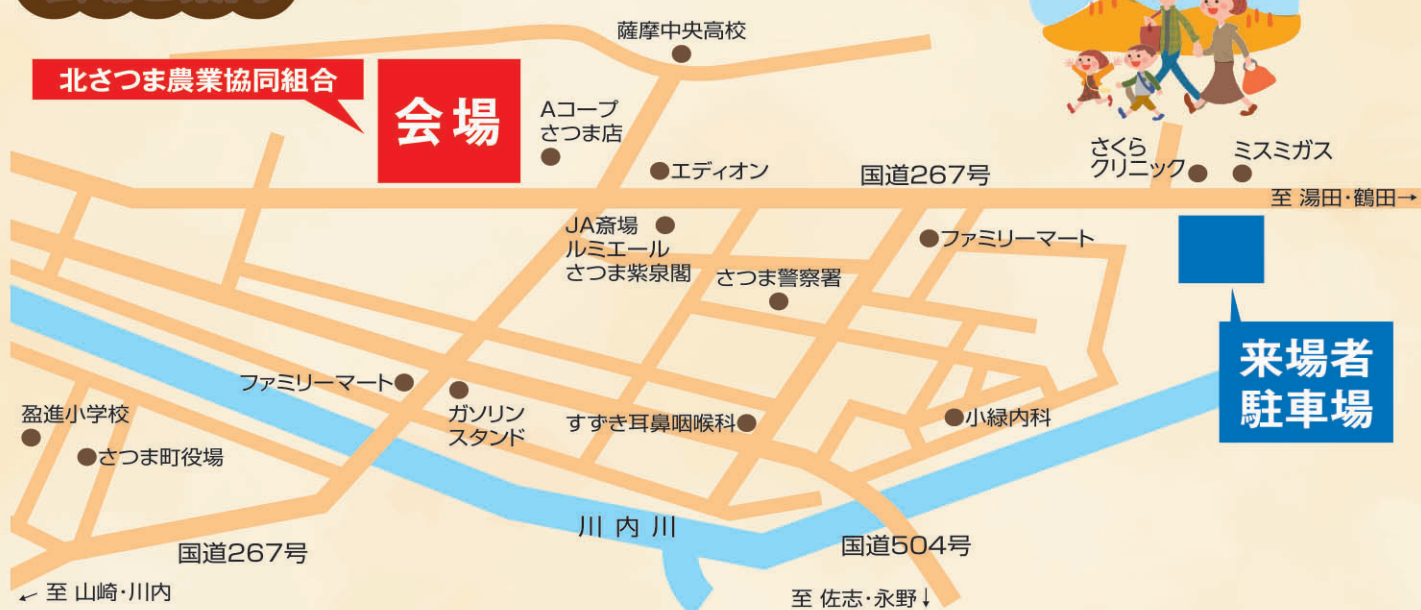 薩摩中央高校
北さつま農業協同組合
会場
Aコープ
さつま店
エディオン
国道267号
さくら
クリニック
ミスミガス
至 湯田・鶴田→
JA斎場
ルミエール
さつま紫泉閣
さつま警察署
ファミリーマート
来場者
駐車場
ファミリーマート
ガソリン
スタンド
すずき耳鼻咽喉科
小緑内科
盈進小学校
さつま町役場
川内川
国道267号
国道504号
← 至 山崎・川内
至 佐志・永野↓